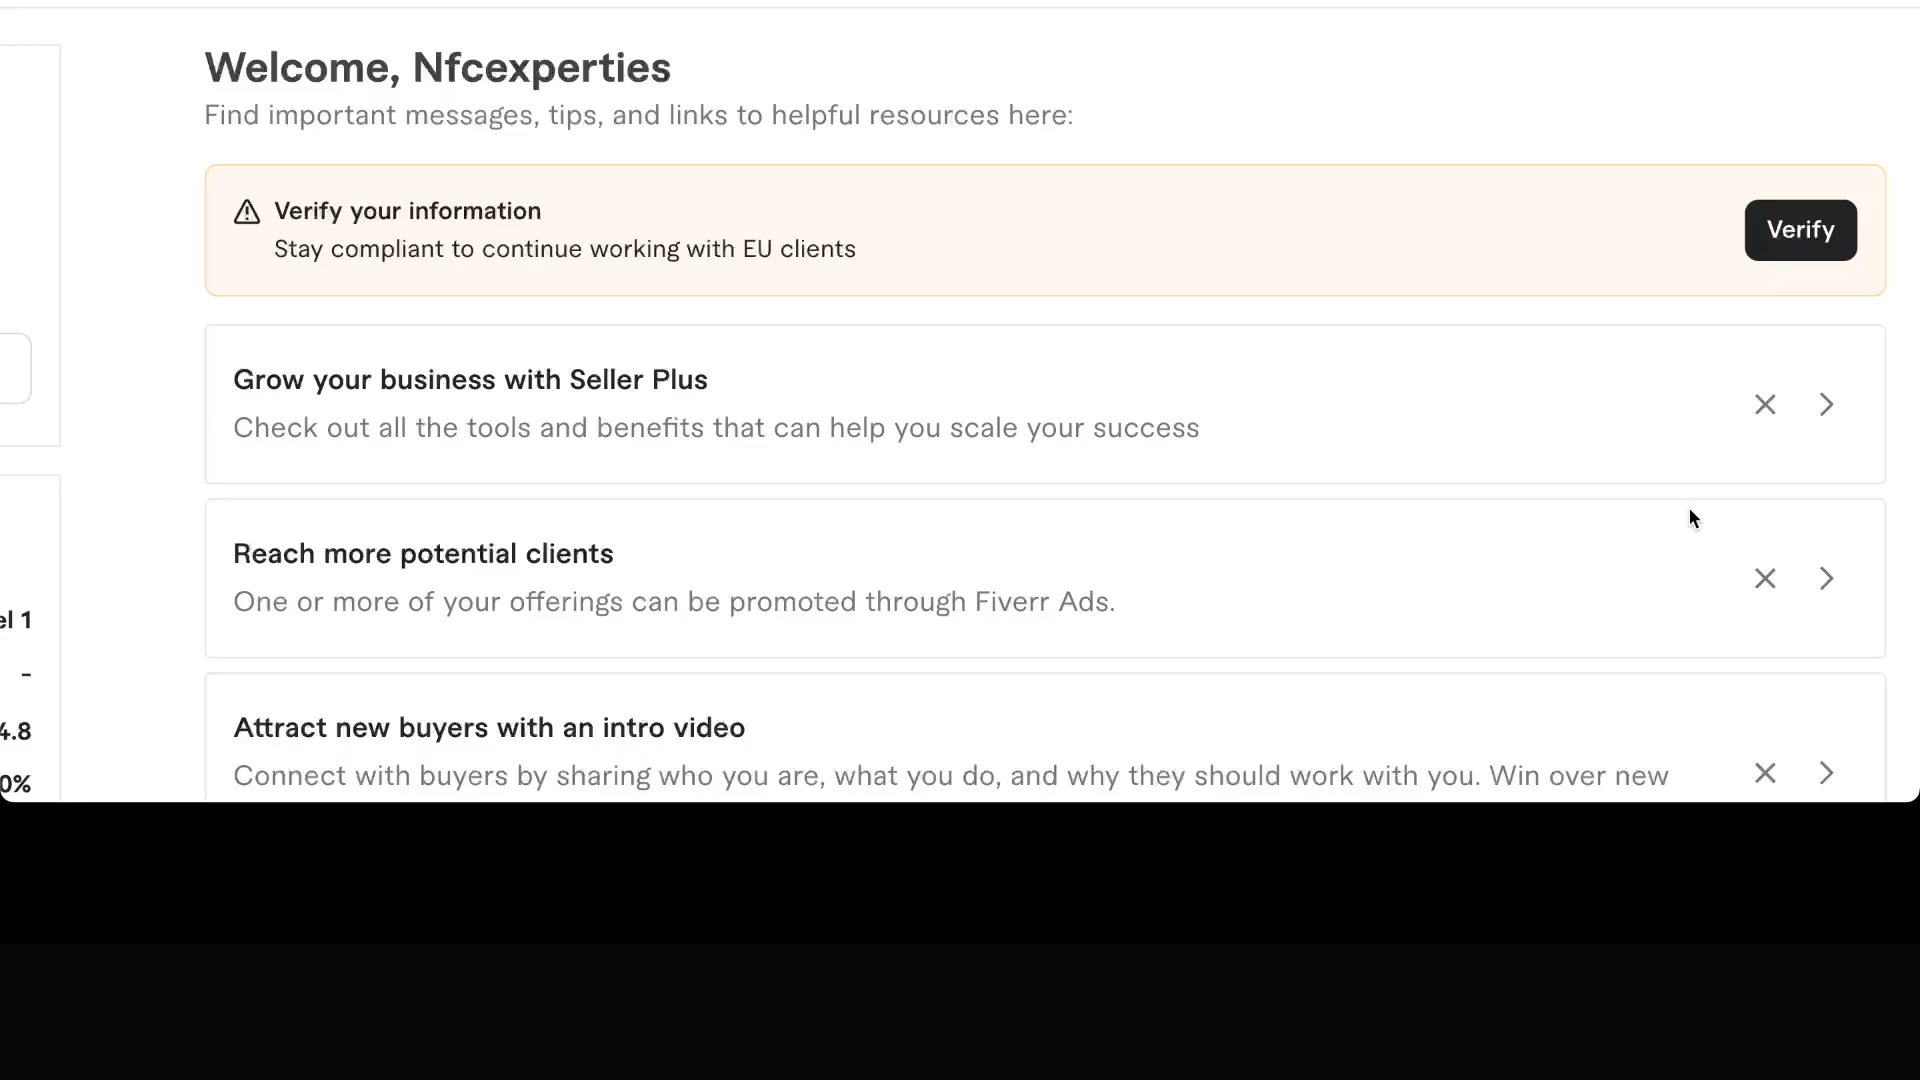 Welcome, Nfcexperties
Find important messages, tips, and links to helpful resources here:
Verify your information
Stay compliant to continue working with EU clients
Verify
Grow your business with Seller Plus
Check out all the tools and benefits that can help you scale your success
Reach more potential clients
One or more of your offerings can be promoted through Fiverr Ads.
Attract new buyers with an intro video
Connect with buyers by sharing who you are, what you do, and why they should work with you. Win over new
el 1
-
4.8
0%